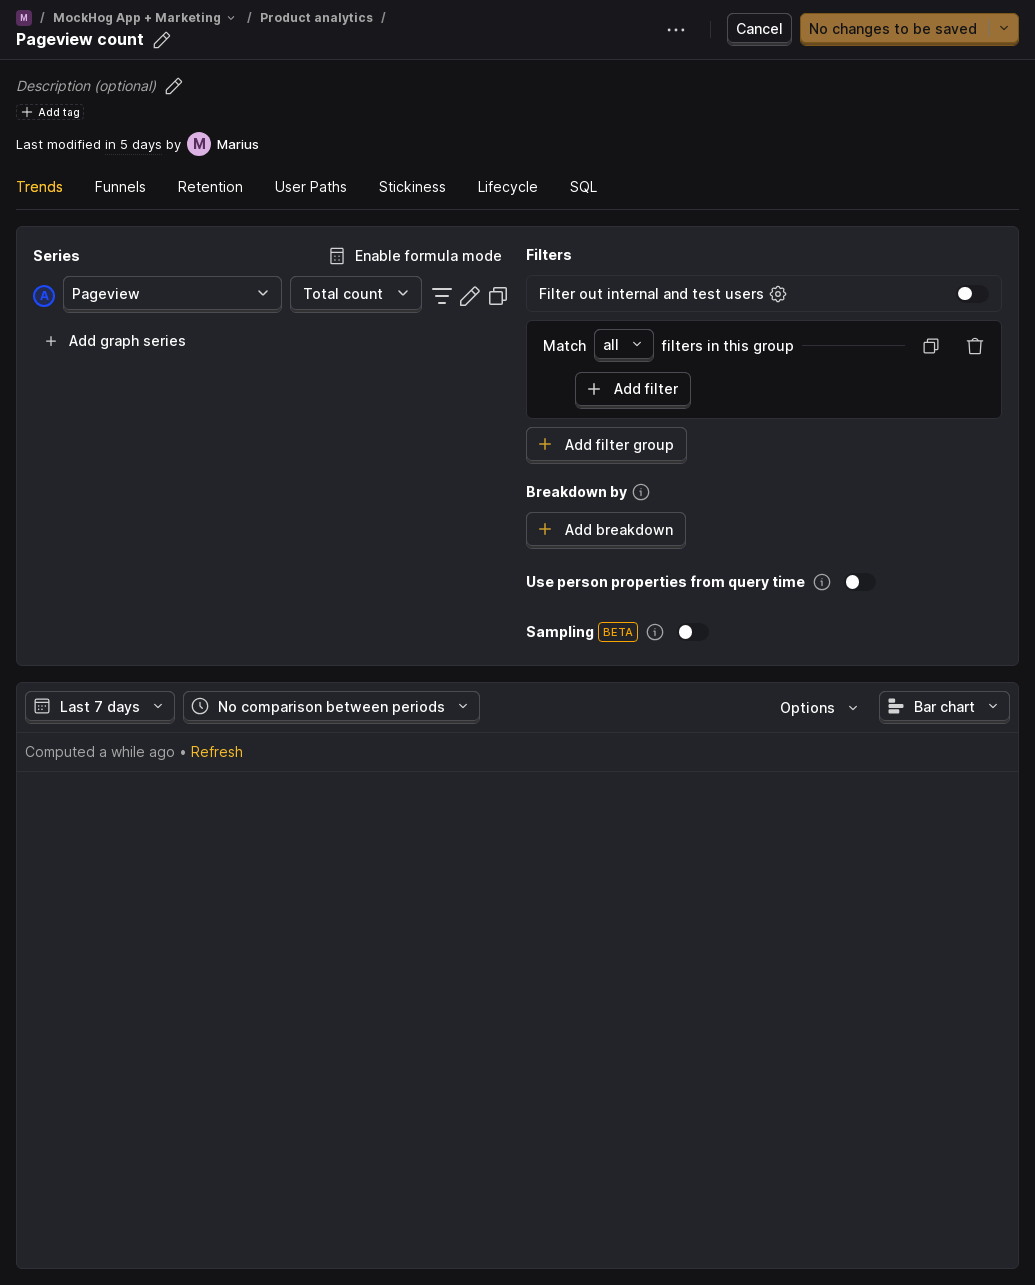 M / MockHog App + Marketing / Product analytics /
Pageview count
Cancel
No changes to be saved
Description (optional)
Add tag
Last modified in 5 days by M Marius
Trends Funnels Retention User Paths Stickiness Lifecycle SQL
Series
Enable formula mode
A Pageview Total count
Add graph series
Filters
Filter out internal and test users
Match all filters in this group
Add filter
Add filter group
Breakdown by
Add breakdown
Use person properties from query time
Sampling BETA
Last 7 days No comparison between periods Options Bar chart
Computed a while ago • Refresh